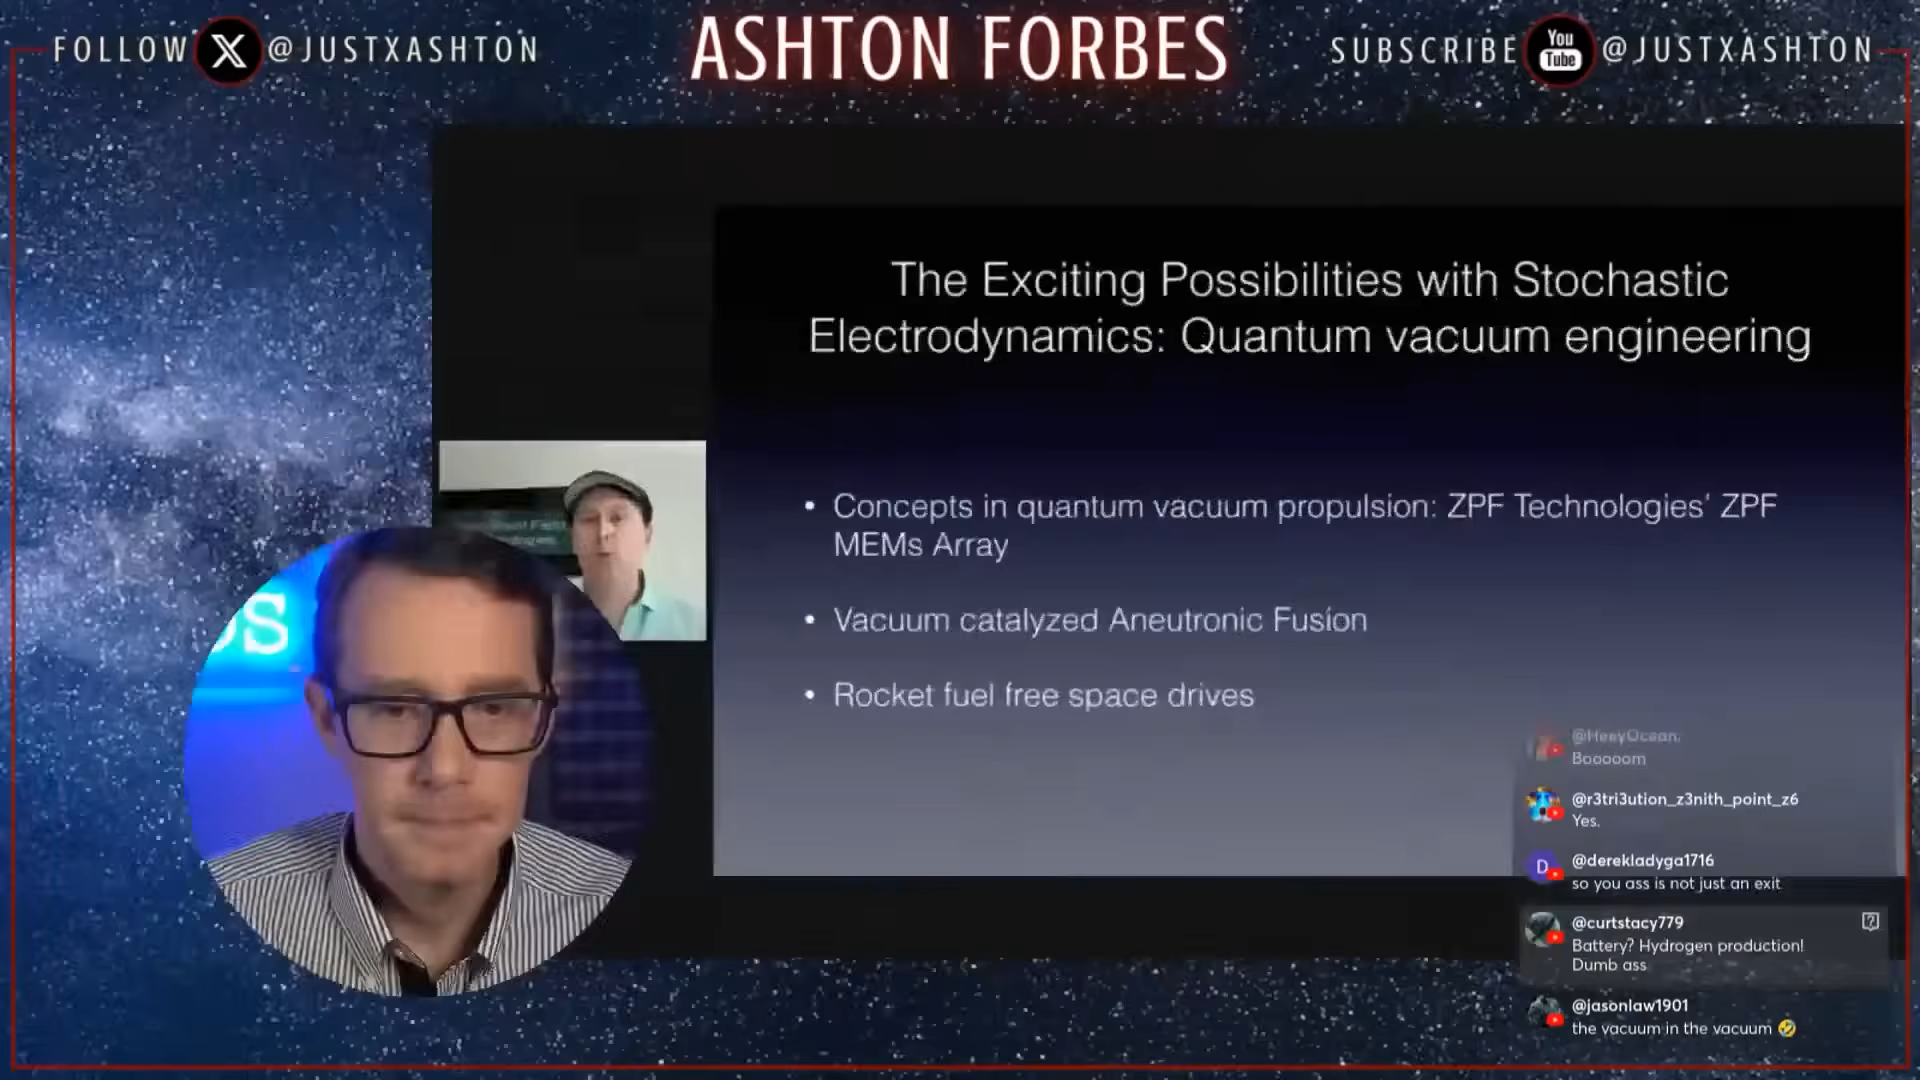 FOLLOW X @JUSTXASHTON
ASHTON FORBES
SUBSCRIBE You Tube @JUSTXASHTON
The Exciting Possibilities with Stochastic
Electrodynamics: Quantum vacuum engineering
• Concepts in quantum vacuum propulsion: ZPF Technologies' ZPF
MEMs Array
• Vacuum catalyzed Aneutronic Fusion
• Rocket fuel free space drives
@HeeyOcean.
Booooom
@r3tri3ution_z3nith_point_z6
Yes.
D
@derekladyga1716
so you ass is not just an exit
@curtstacy779
Battery? Hydrogen production!
Dumb ass
@jasonlaw1901
the vacuum in the vacuum 🤣